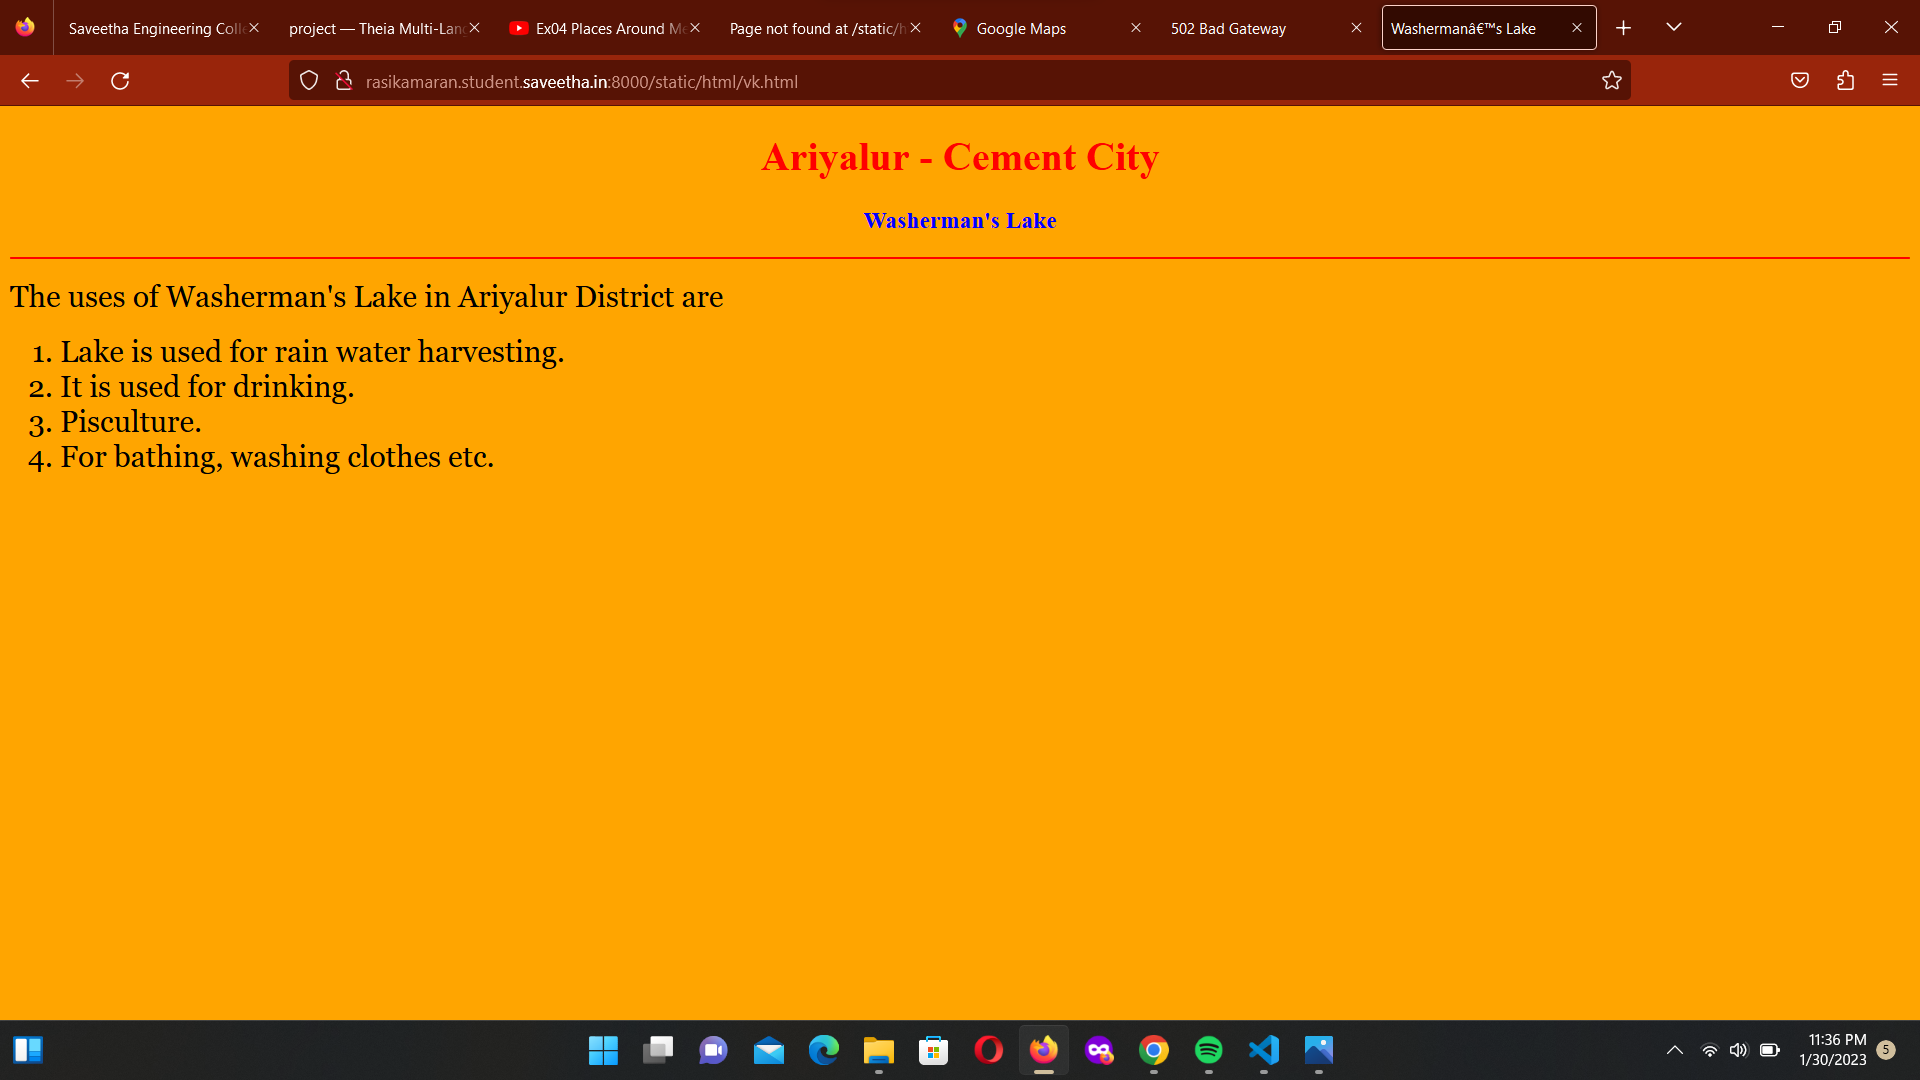 Saveetha Engineering Coll
project — Theia Multi-Lang
Ex04 Places Around Me
Page not found at /static/h
Google Maps
502 Bad Gateway
Washermanâ€™s Lake
rasikamaran.student.saveetha.in:8000/static/html/vk.html
Ariyalur - Cement City
Washerman's Lake
The uses of Washerman's Lake in Ariyalur District are
1. Lake is used for rain water harvesting.
2. It is used for drinking.
3. Pisculture.
4. For bathing, washing clothes etc.
11:36 PM
1/30/2023
5